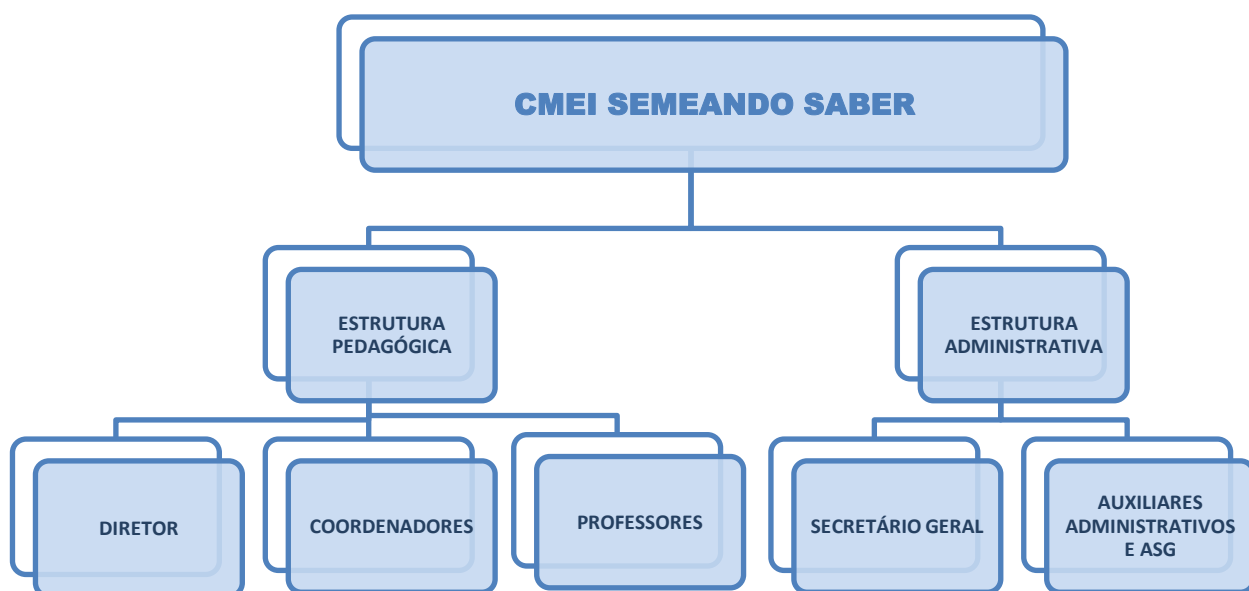 CMEI SEMEANDO SABER
ESTRUTURA
PEDAGÓGICA
ESTRUTURA
ADMINISTRATIVA
DIRETOR
COORDENADORES
PROFESSORES
SECRETÁRIO GERAL
AUXILIARES
ADMINISTRATIVOS
E ASG